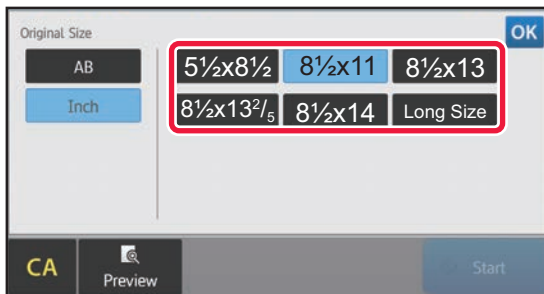 Original Size
OK
AB
5½x8½ 8½x11 8½x13
Inch
8½x13²/₅ 8½x14 Long Size
CA
Preview
Start